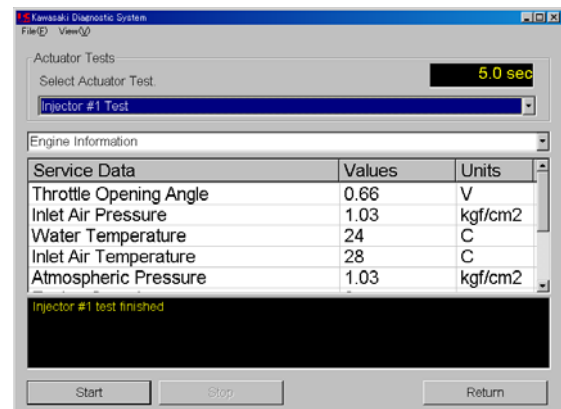 Kawasaki Diagnostic System
File(F) View(V)
Actuator Tests
Select Actuator Test.
5.0 sec
Injector #1 Test
Engine Information
Service Data Values Units
Throttle Opening Angle 0.66 V
Inlet Air Pressure 1.03 kgf/cm2
Water Temperature 24 C
Inlet Air Temperature 28 C
Atmospheric Pressure 1.03 kgf/cm2
Injector #1 test finished
Start Stop Return